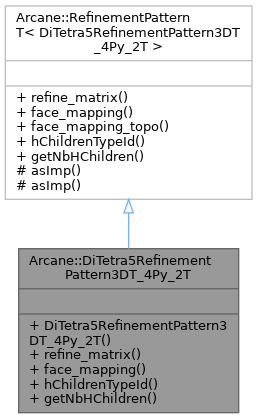 Arcane::RefinementPattern
T< DiTetra5RefinementPattern3DT
_4Py_2T >
+ refine_matrix()
+ face_mapping()
+ face_mapping_topo()
+ hChildrenTypeId()
+ getNbHChildren()
# asImp()
# asImp()
Arcane::DiTetra5Refinement
Pattern3DT_4Py_2T
+ DiTetra5RefinementPattern3
DT_4Py_2T()
+ refine_matrix()
+ face_mapping()
+ hChildrenTypeId()
+ getNbHChildren()